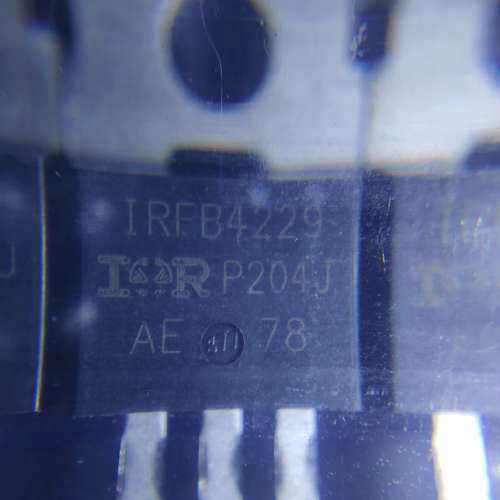 IRFB4229
IOR P204J
AE 78